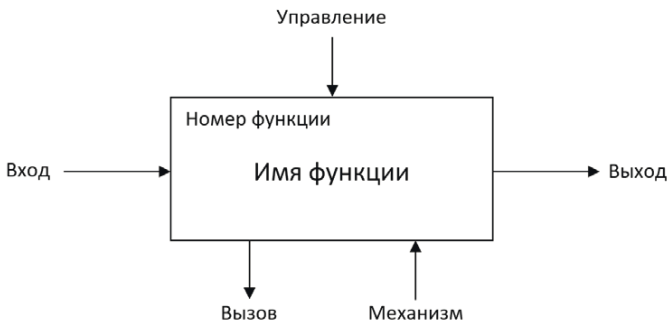 Управление
Номер функции
Вход
Имя функции
Выход
Вызов
Механизм